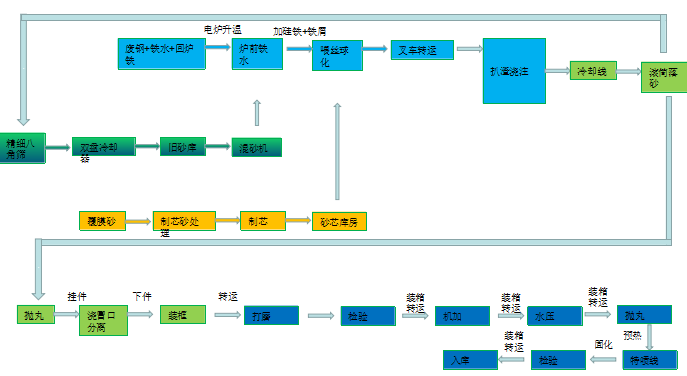 电炉升温
加硅铁+铁屑
废钢+铁水+回炉
铁
炉前铁
水
喂丝球
化
叉车转运
扒渣浇注
冷却线
滚筒落
砂
精细八
角筛
双盘冷却
器
旧砂库
混砂机
覆膜砂
制芯砂处
理
制芯
砂芯库房
挂件
下件
转运
装箱
转运
装箱
转运
装箱
转运
抛丸
浇冒口
分离
装框
打磨
检验
机加
水压
抛丸
预热
装箱
转运
固化
入库
检验
转喷线